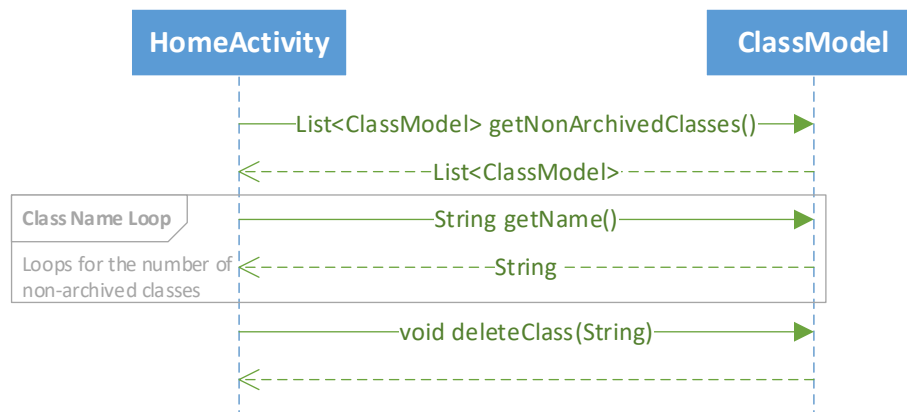 HomeActivity
ClassModel
List<ClassModel> getNonArchivedClasses()
List<ClassModel>
Class Name Loop
String getName()
Loops for the number of
non-archived classes
String
void deleteClass(String)